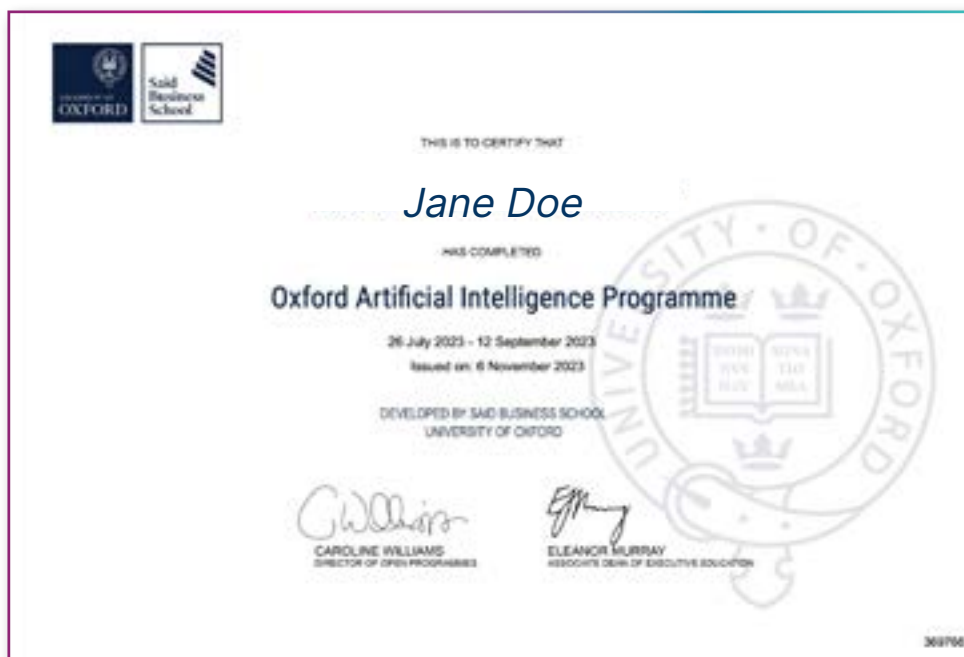 UNIVERSITY OF
OXFORD
Saïd
Business
School
THIS IS TO CERTIFY THAT
Jane Doe
HAS COMPLETED
Oxford Artificial Intelligence Programme
26 July 2023 - 12 September 2023
Issued on: 6 November 2023
DEVELOPED BY SAID BUSINESS SCHOOL
UNIVERSITY OF OXFORD
UNIVERSITY · OF · OXFORD
CAROLINE WILLIAMS
DIRECTOR OF OPEN PROGRAMMES
ELEANOR MURRAY
ASSOCIATE DEAN OF EXECUTIVE EDUCATION